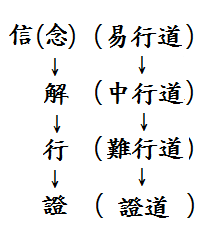 信(念) (易行道)
↓ ↓
解 (中行道)
↓ ↓
行 (難行道)
↓ ↓
證 ( 證道 )